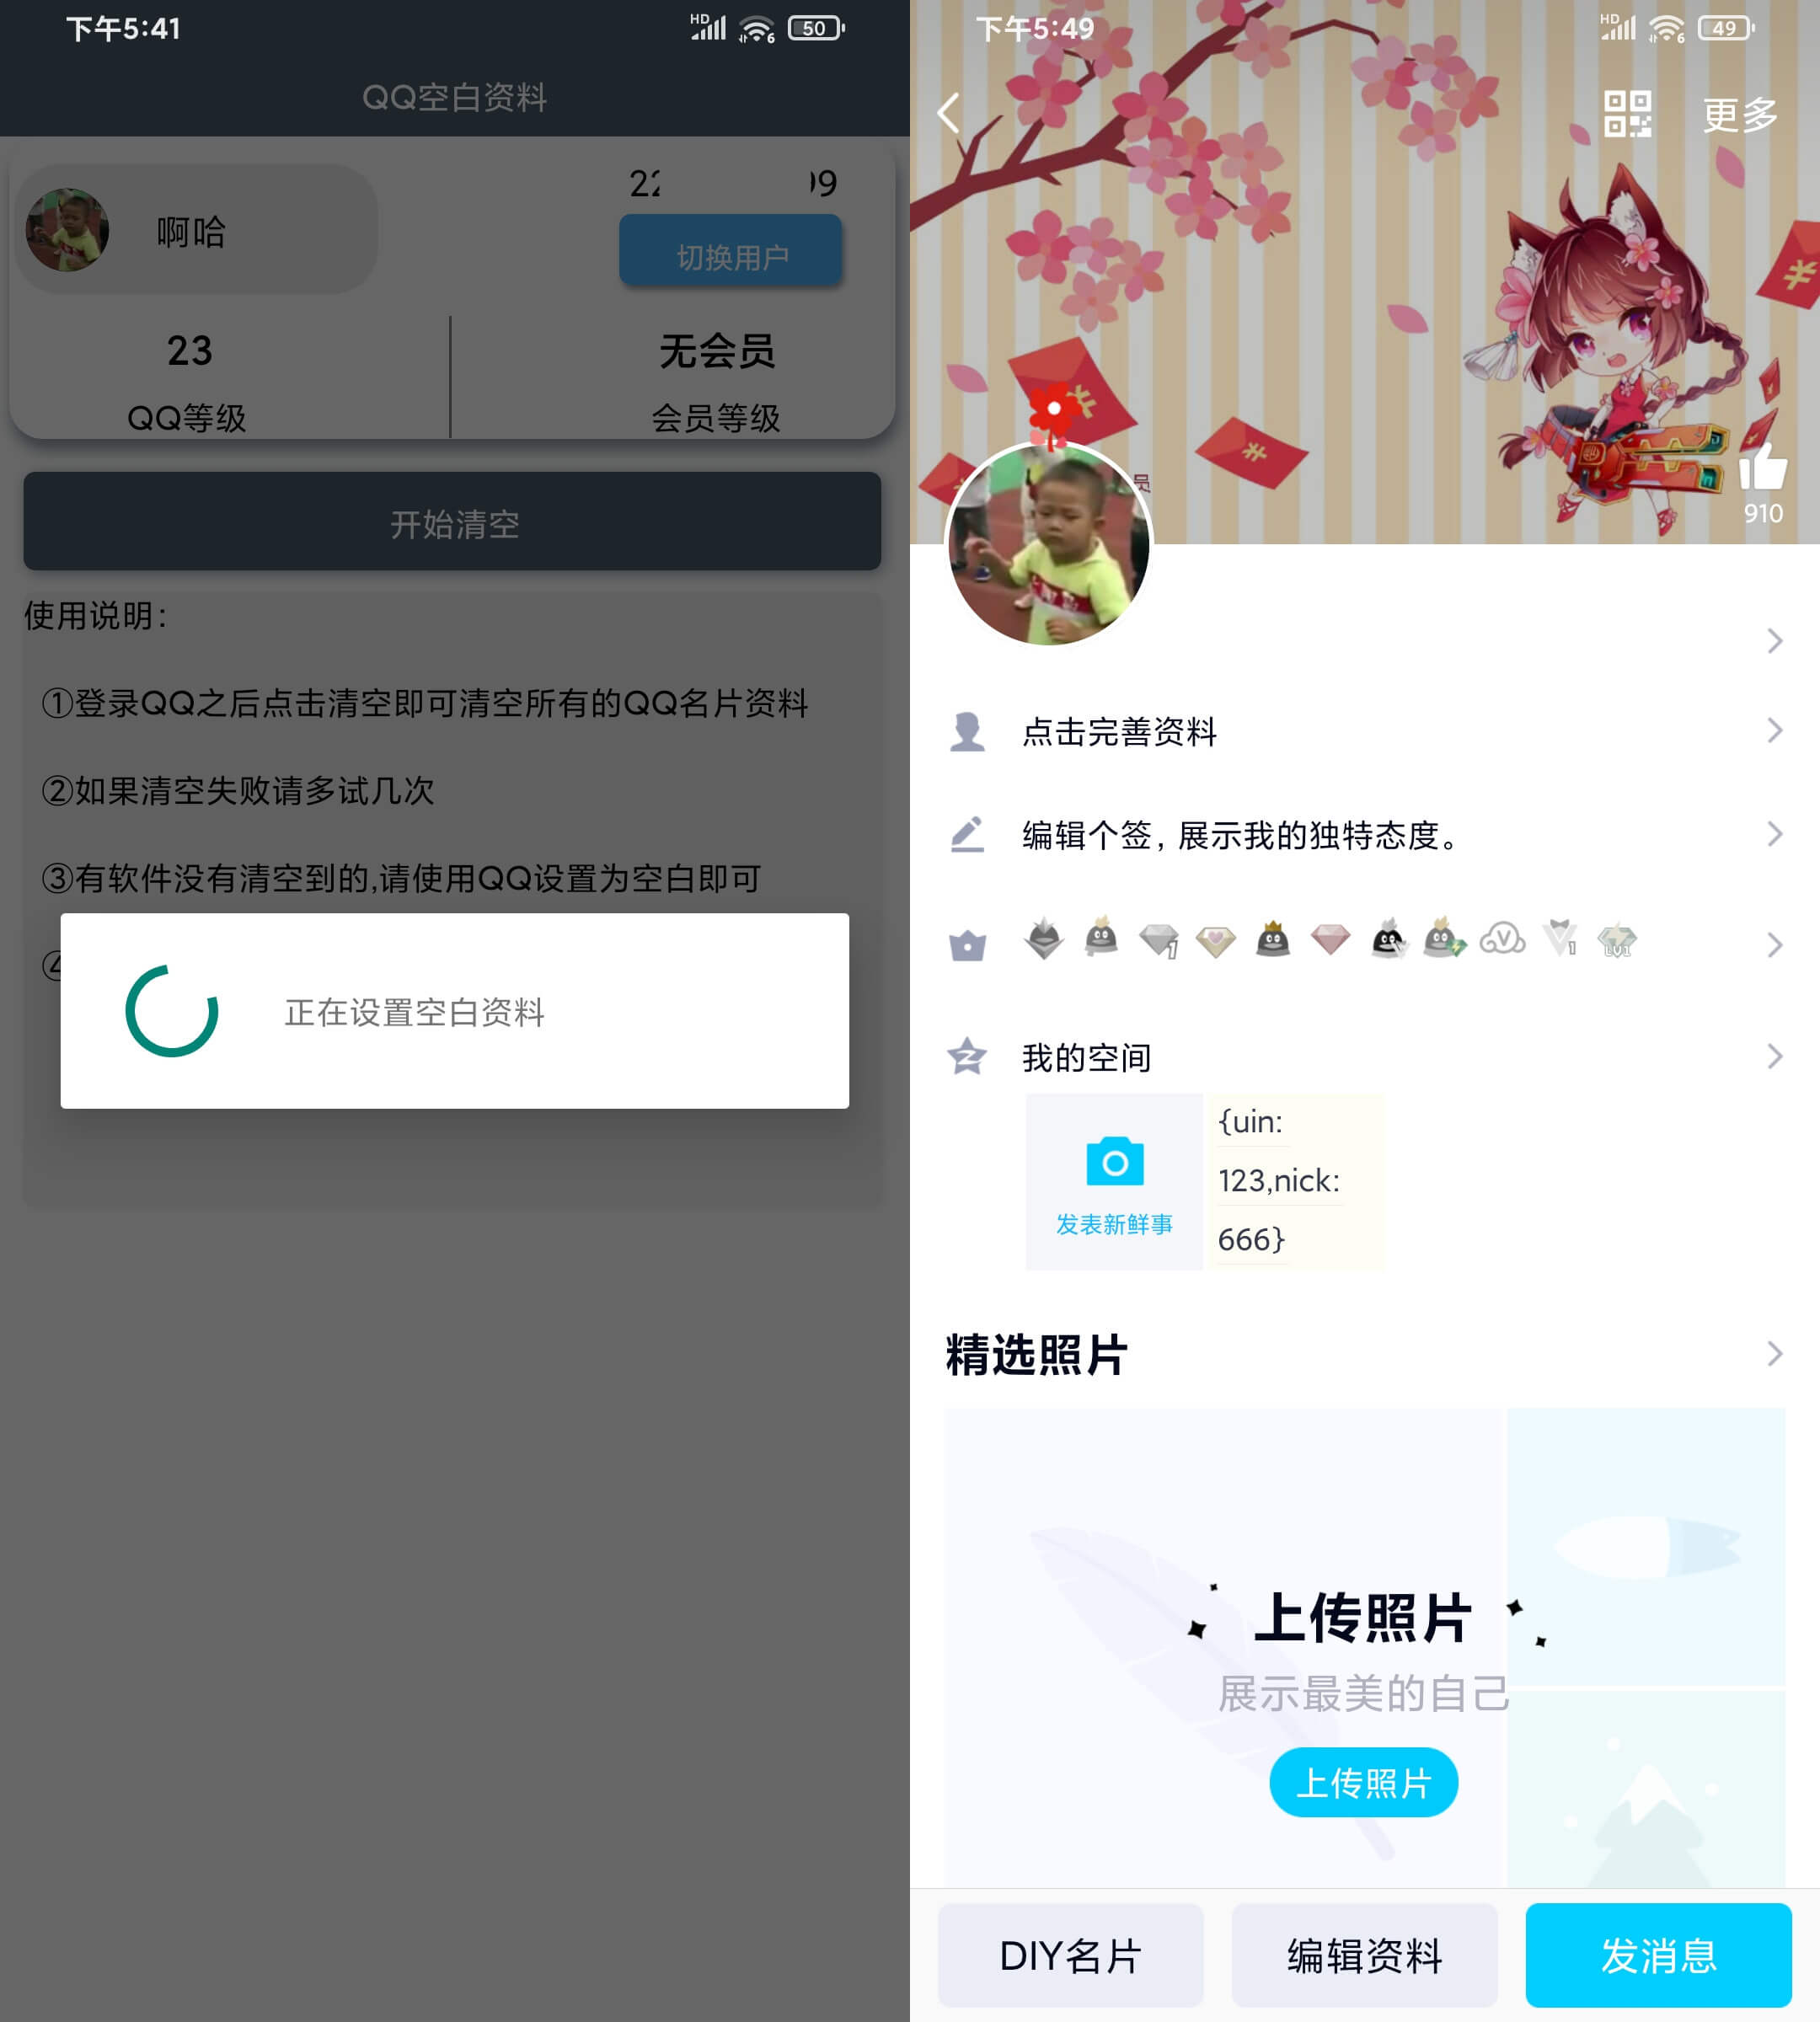 下午5:41
HD
6
50
QQ空白资料
啊哈
切换用户
23
QQ等级
无会员
会员等级
开始清空
使用说明:
①登录QQ之后点击清空即可清空所有的QQ名片资料
②如果清空失败请多试几次
③有软件没有清空到的,请使用QQ设置为空白即可
正在设置空白资料
下午5:49
HD
6
49
更多
员
910
点击完善资料
编辑个签，展示我的独特态度。
我的空间
发表新鲜事
{uin:
123,nick:
666}
精选照片
上传照片
展示最美的自己
上传照片
DIY名片
编辑资料
发消息